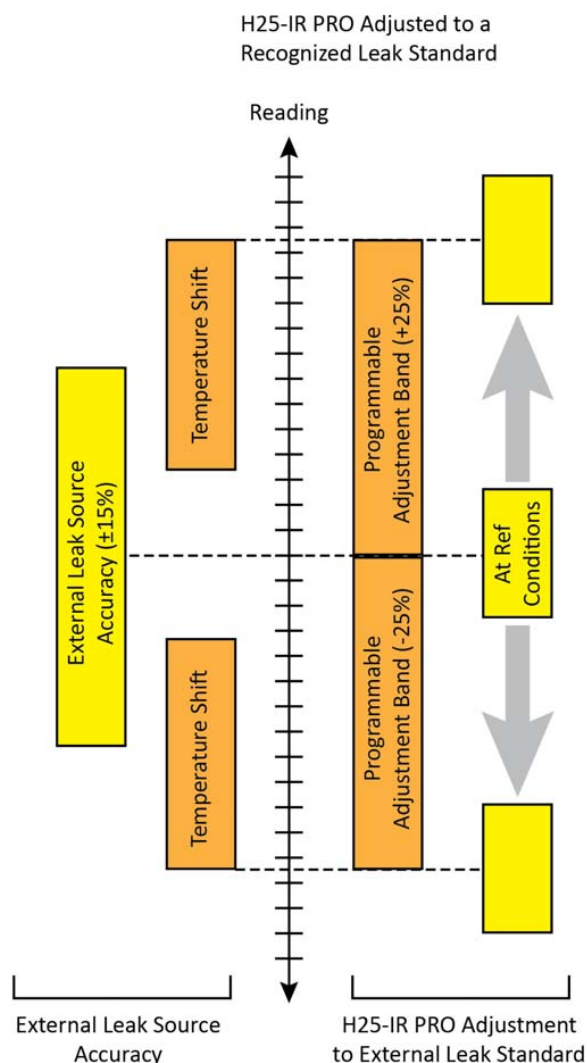 H25-IR PRO Adjusted to a
Recognized Leak Standard
Reading
External Leak Source
Accuracy (±15%)
Temperature Shift
Temperature Shift
Programmable
Adjustment Band (+25%)
Programmable
Adjustment Band (-25%)
At Ref
Conditions
External Leak Source
Accuracy
H25-IR PRO Adjustment
to External Leak Standard